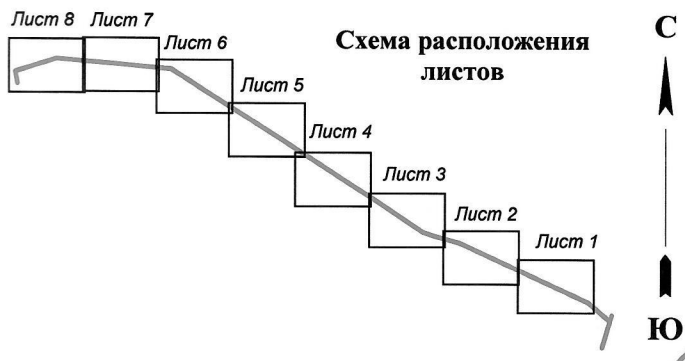 Лист 8
Лист 7
Лист 6
Схема расположения
листов
С
Лист 5
Лист 4
Лист 3
Лист 2
Лист 1
Ю